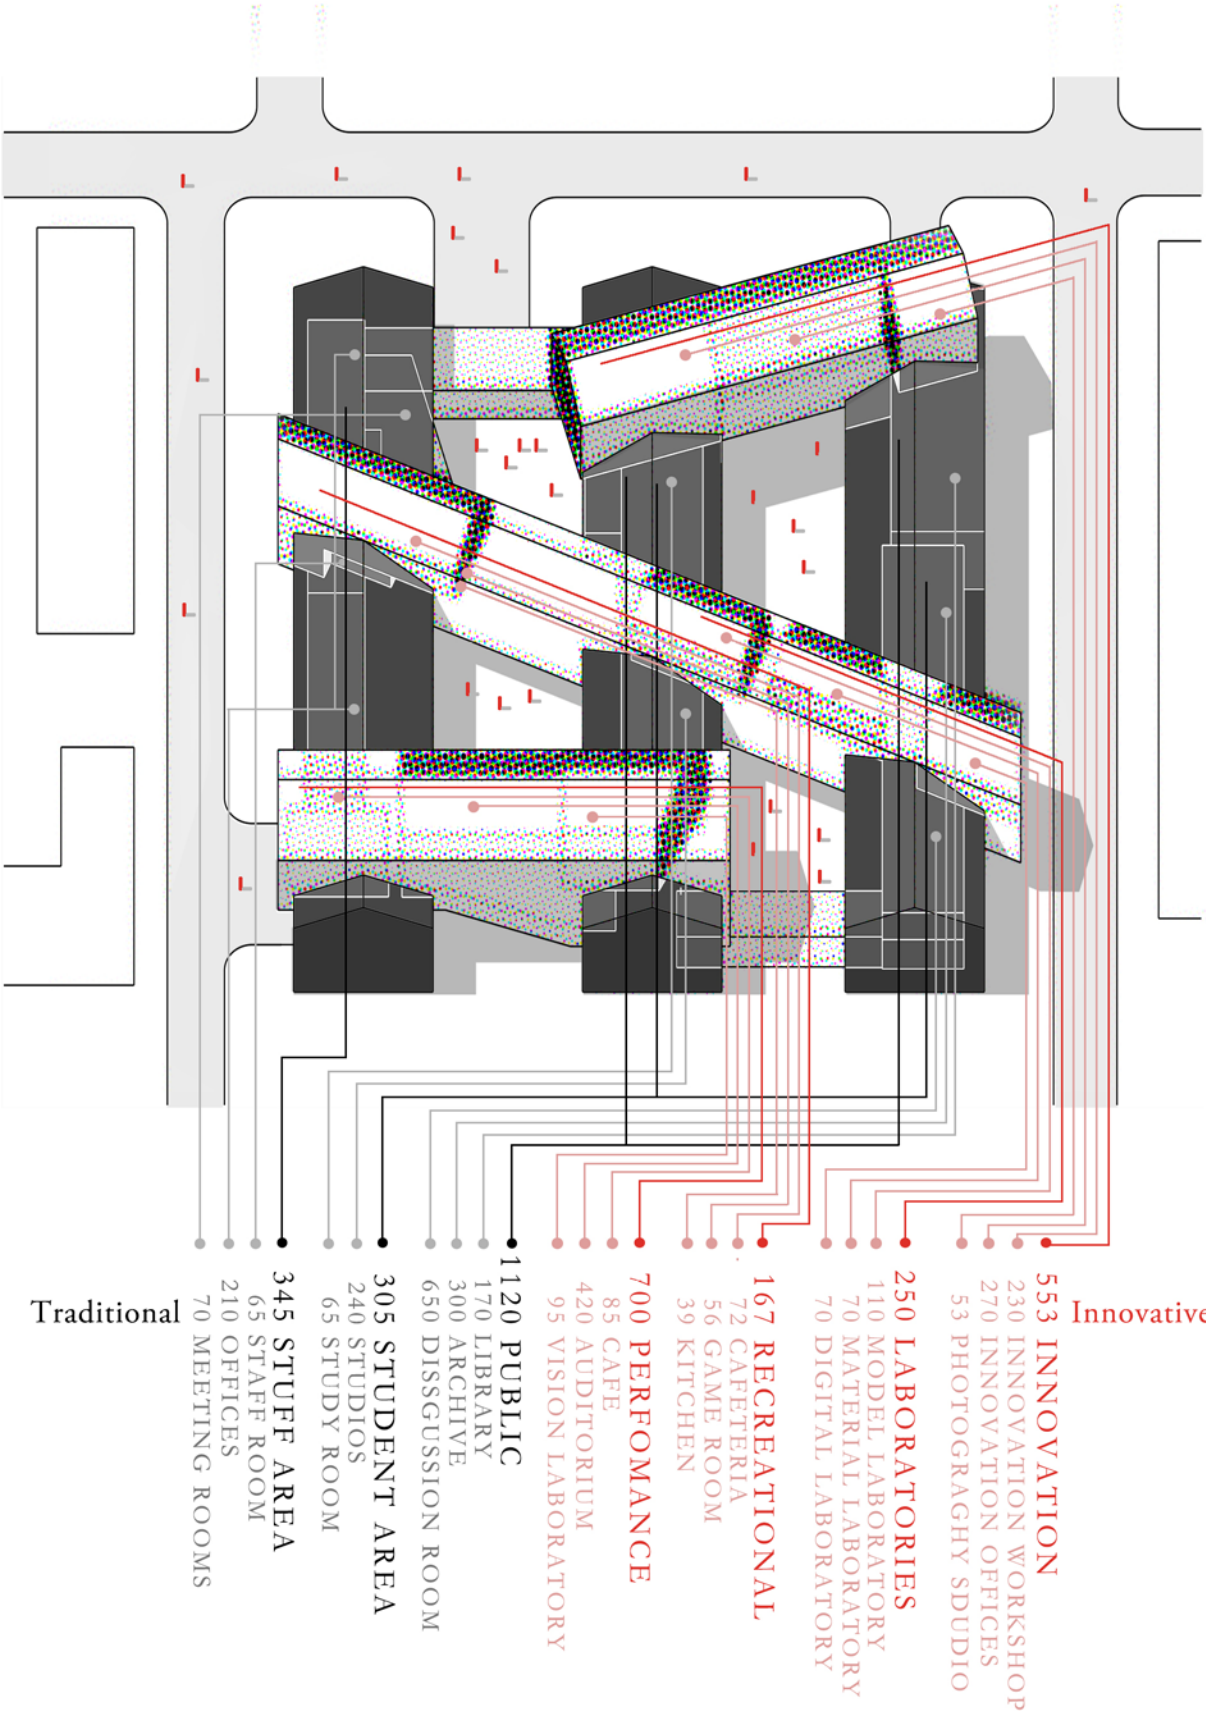 Traditional
70 MEETING ROOMS
210 OFFICES
65 STAFF ROOM
345 STUFF AREA
65 STUDY ROOM
240 STUDIOS
305 STUDENT AREA
650 DISSGUSSION ROOM
300 ARCHIVE
170 LIBRARY
1120 PUBLIC
95 VISION LABORATORY
420 AUDITORIUM
85 CAFE
700 PERFOMANCE
39 KITCHEN
56 GAME ROOM
72 CAFETERIA
167 RECREATIONAL
70 DIGITAL LABORATORY
70 MATERIAL LABORATORY
110 MODEL LABORATORY
250 LABORATORIES
53 PHOTOGRAGHY SDUDIO
270 INNOVATION OFFICES
230 INNOVATION WORKSHOP
553 INNOVATION
Innovative